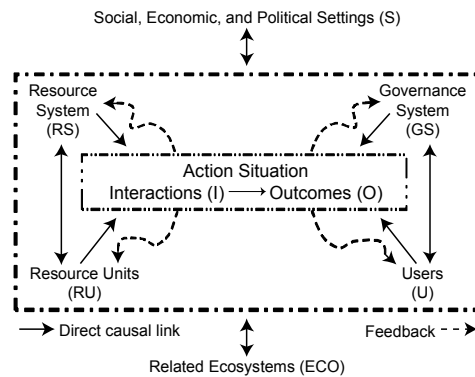 Social, Economic, and Political Settings (S)
Resource
System
(RS)
Governance
System
(GS)
Action Situation
Interactions (I) Outcomes (O)
Resource Units
(RU)
Users
(U)
Direct causal link
Feedback
Related Ecosystems (ECO)